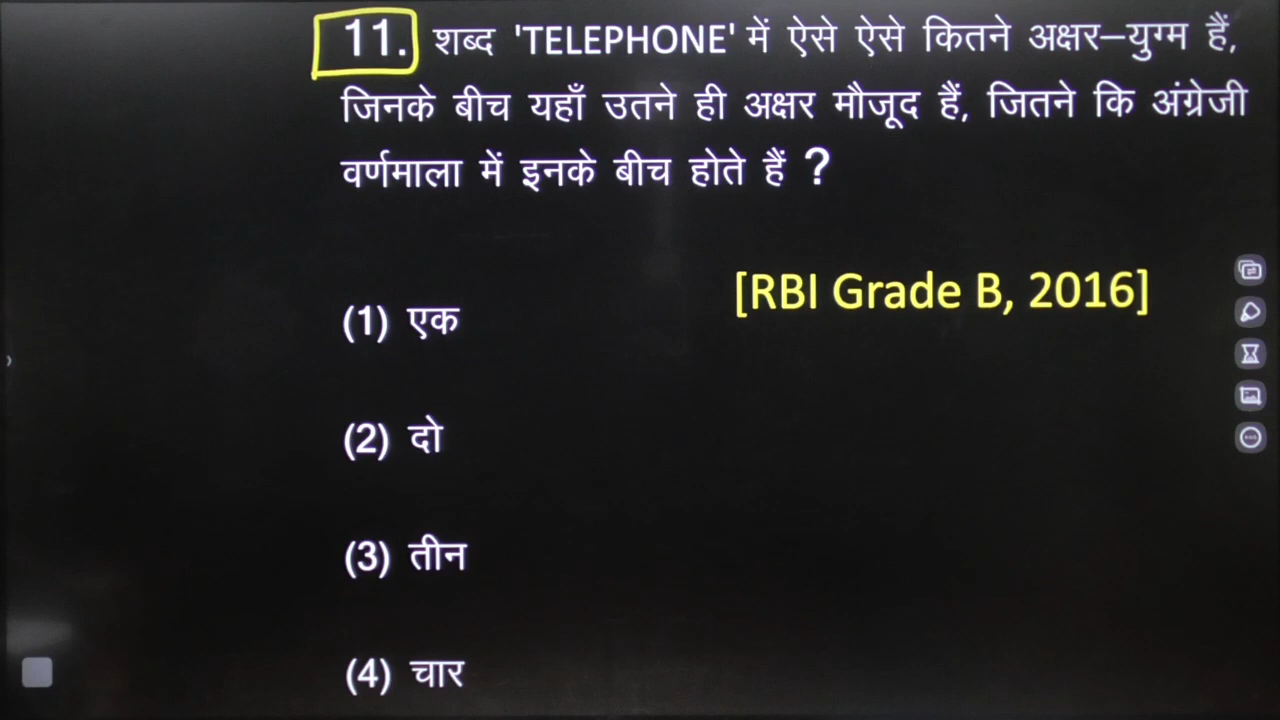 11. शब्द 'TELEPHONE' में ऐसे ऐसे कितने अक्षर–युग्म हैं,
जिनके बीच यहाँ उतने ही अक्षर मौजूद हैं, जितने कि अंग्रेजी
वर्णमाला में इनके बीच होते हैं ?
[RBI Grade B, 2016]
(1) एक
(2) दो
(3) तीन
(4) चार